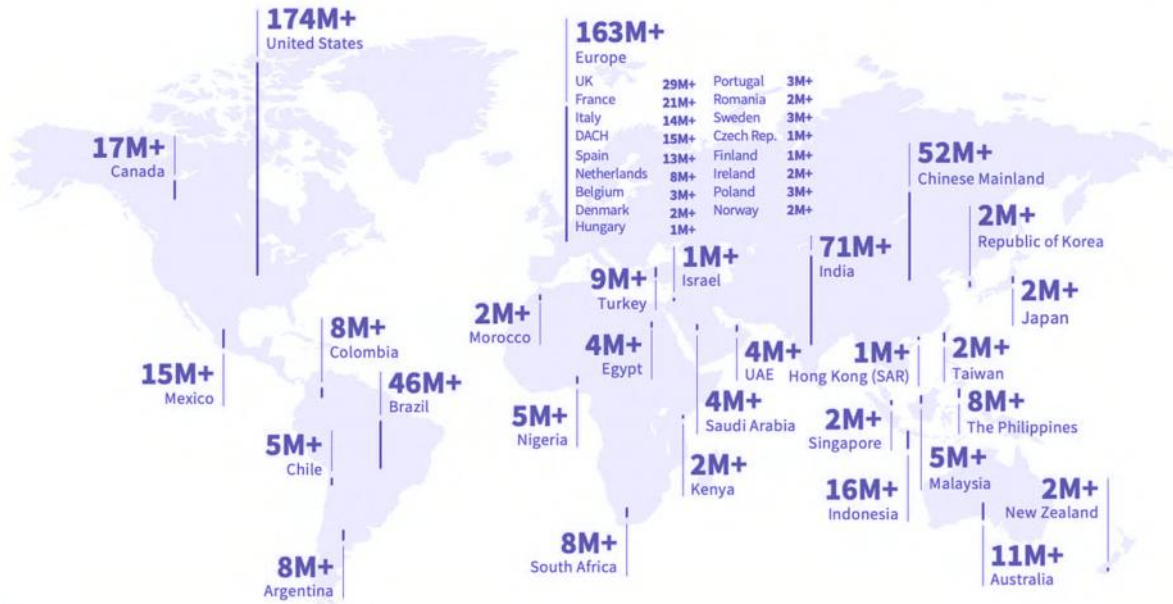 174M+
United States
163M+
Europe
UK 29M+ Portugal 3M+
France 21M+ Romania 2M+
Italy 14M+ Sweden 3M+
DACH 15M+ Czech Rep. 1M+
Spain 13M+ Finland 1M+
Netherlands 8M+ Ireland 2M+
Belgium 3M+ Poland 3M+
Denmark 2M+ Norway 2M+
Hungary 1M+
17M+
Canada
52M+
Chinese Mainland
2M+
Republic of Korea
71M+
India
1M+
Israel
9M+
Turkey
2M+
Japan
2M+
Morocco
8M+
Colombia
4M+
Egypt
4M+
UAE
1M+
Hong Kong (SAR)
2M+
Taiwan
15M+
Mexico
46M+
Brazil
5M+
Nigeria
4M+
Saudi Arabia
2M+
Singapore
8M+
The Philippines
5M+
Chile
2M+
Kenya
5M+
Malaysia
16M+
Indonesia
2M+
New Zealand
8M+
Argentina
8M+
South Africa
11M+
Australia